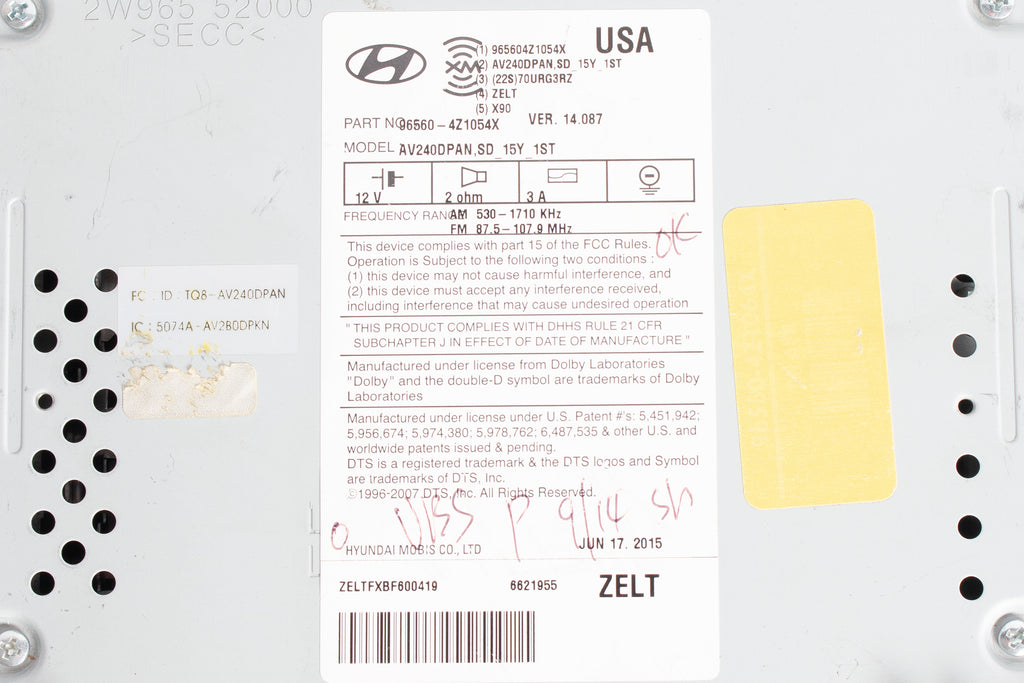 2W965 52000
>SECC<
USA
XM
(1) 965604Z1054X
(2) AV240DPAN,SD_15Y_1ST
(3) (22S)70URG3RZ
(4) ZELT
(5) X90
PART NO 96560-4Z1054X VER. 14.087
MODEL AV240DPAN,SD_15Y_1ST
12 V 2 ohm 3 A
FREQUENCY RANGE AM 530-1710 KHz
FM 87.5-107.9 MHz
OK
This device complies with part 15 of the FCC Rules.
Operation is Subject to the following two conditions :
(1) this device may not cause harmful interference, and
(2) this device must accept any interference received,
including interference that may cause undesired operation
" THIS PRODUCT COMPLIES WITH DHHS RULE 21 CFR
SUBCHAPTER J IN EFFECT OF DATE OF MANUFACTURE "
Manufactured under license from Dolby Laboratories
"Dolby" and the double-D symbol are trademarks of Dolby
Laboratories
Manufactured under license under U.S. Patent #'s: 5,451,942;
5,956,674; 5,974,380; 5,978,762; 6,487,535 & other U.S. and
worldwide patents issued & pending.
DTS is a registered trademark & the DTS logos and Symbol
are trademarks of DTS, Inc.
©1996-2007 DTS, Inc. All Rights Reserved.
P 9/14
HYUNDAI MOBIS CO., LTD JUN 17. 2015
ZELTFXBF600419 6621955 ZELT
FC : ID : TQ8-AV240DPAN
IC : 5074A-AV2B0DPKN